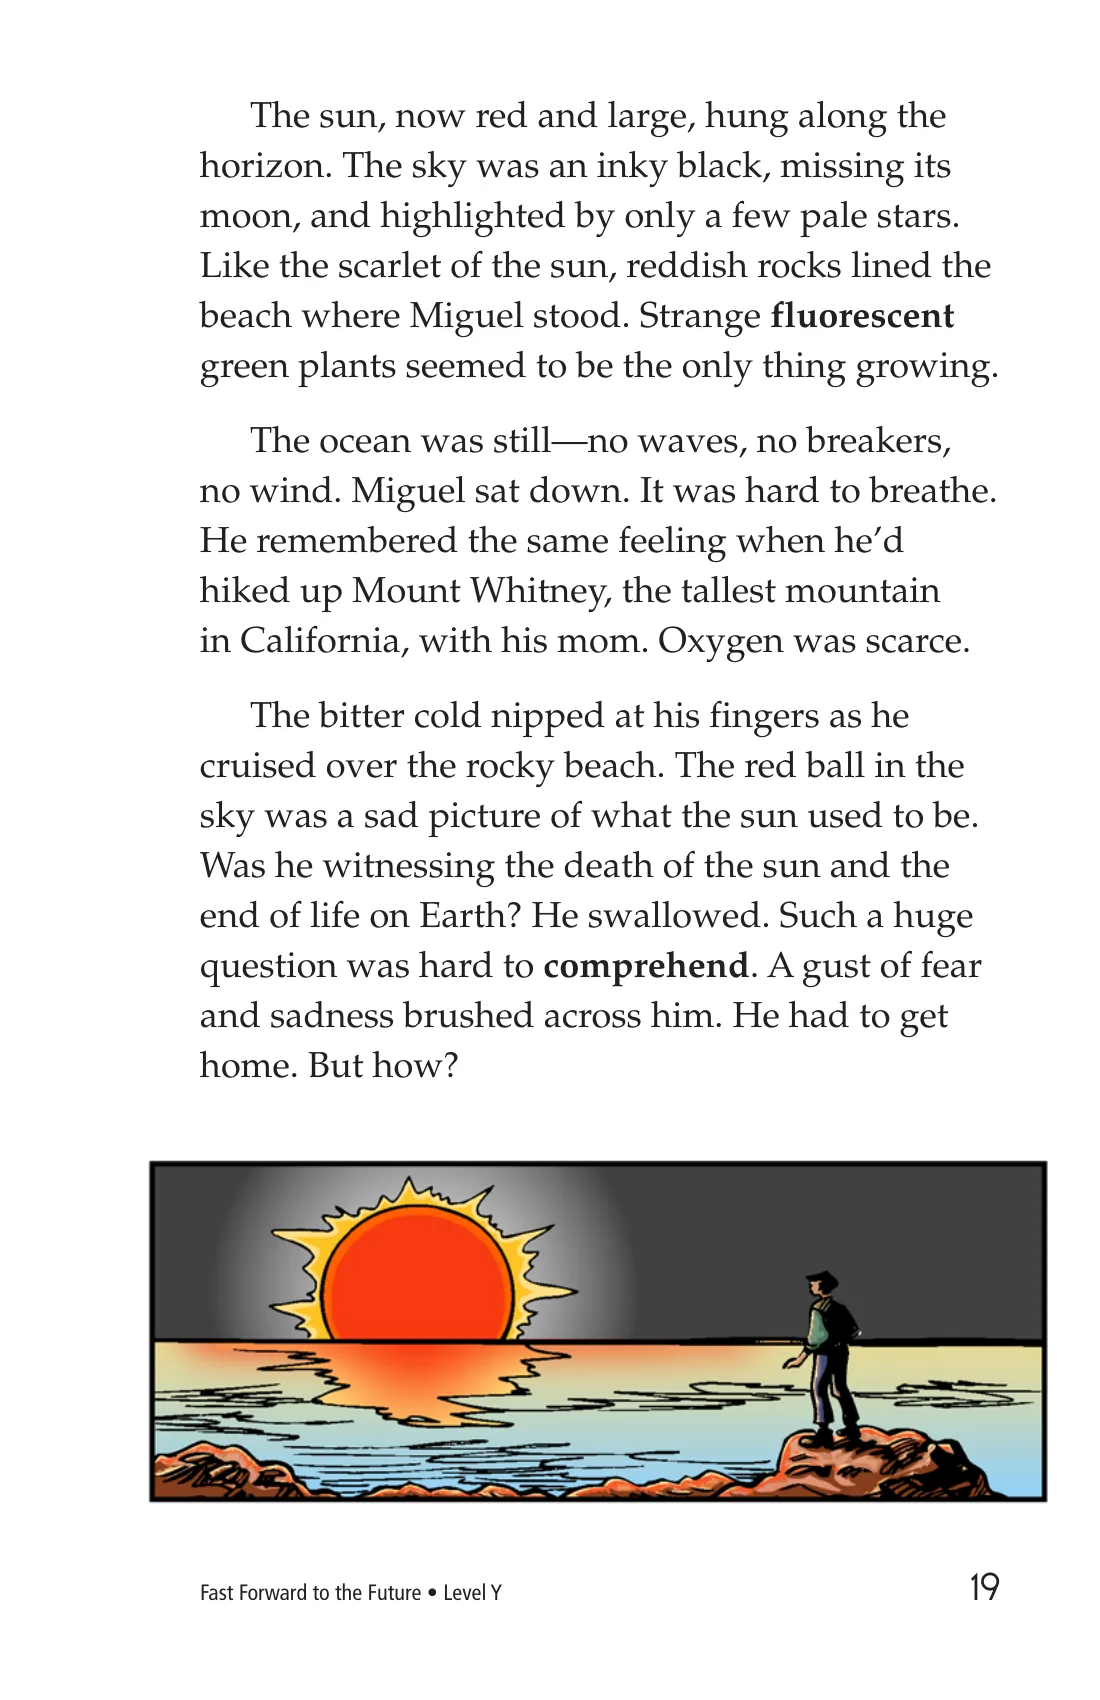 The sun, now red and large, hung along the
horizon. The sky was an inky black, missing its
moon, and highlighted by only a few pale stars.
Like the scarlet of the sun, reddish rocks lined the
beach where Miguel stood. Strange fluorescent
green plants seemed to be the only thing growing.
The ocean was still—no waves, no breakers,
no wind. Miguel sat down. It was hard to breathe.
He remembered the same feeling when he’d
hiked up Mount Whitney, the tallest mountain
in California, with his mom. Oxygen was scarce.
The bitter cold nipped at his fingers as he
cruised over the rocky beach. The red ball in the
sky was a sad picture of what the sun used to be.
Was he witnessing the death of the sun and the
end of life on Earth? He swallowed. Such a huge
question was hard to comprehend. A gust of fear
and sadness brushed across him. He had to get
home. But how?
Fast Forward to the Future • Level Y 19